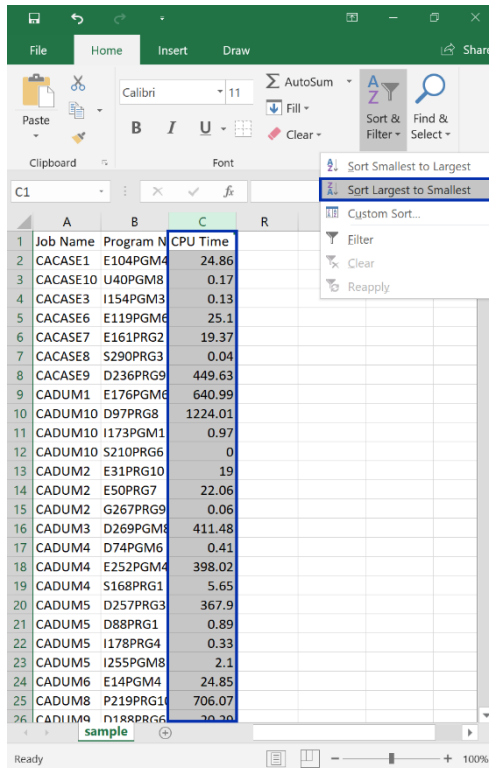 File Home Insert Draw Share
Calibri 11
AutoSum
Fill
Clear
Paste
B I U
Sort & Filter
Find & Select
Clipboard Font
Sort Smallest to Largest
Sort Largest to Smallest
Custom Sort...
Filter
Clear
Reapply
C1 fx
A B C R
1 Job Name Program N CPU Time
2 CACASE1 E104PGM4 24.86
3 CACASE10 U40PGM8 0.17
4 CACASE3 I154PGM3 0.13
5 CACASE6 E119PGM6 25.1
6 CACASE7 E161PRG2 19.37
7 CACASE8 S290PRG3 0.04
8 CACASE9 D236PRG9 449.63
9 CADUM1 E176PGM6 640.99
10 CADUM10 D97PRG8 1224.01
11 CADUM10 I173PGM1 0.97
12 CADUM10 S210PRG6 0
13 CADUM2 E31PRG10 19
14 CADUM2 E50PRG7 22.06
15 CADUM2 G267PRG9 0.06
16 CADUM3 D269PGM8 411.48
17 CADUM4 D74PGM6 0.41
18 CADUM4 E252PGM4 398.02
19 CADUM4 S168PRG1 5.65
20 CADUM5 D257PRG3 367.9
21 CADUM5 D88PRG1 0.89
22 CADUM5 I178PRG4 0.33
23 CADUM5 I255PGM8 2.1
24 CADUM6 E14PGM4 24.85
25 CADUM8 P219PRG10 706.07
26 CADUM9 D188PRG6 20.29
sample
Ready 100%